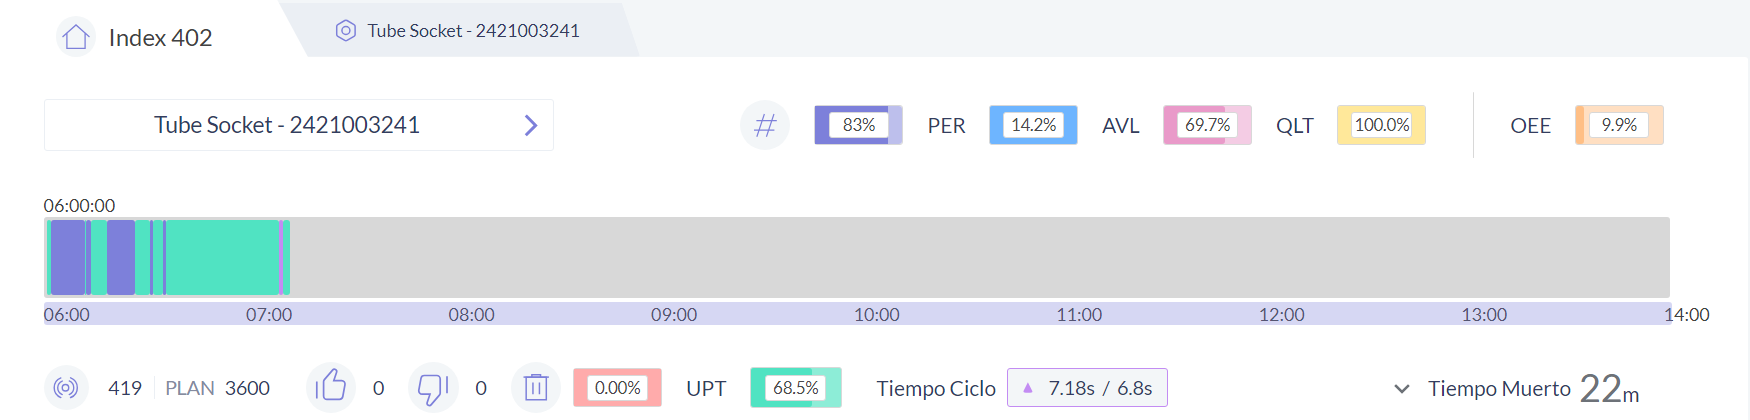 Index 402
Tube Socket - 2421003241
Tube Socket - 2421003241
# 83% PER 14.2% AVL 69.7% QLT 100.0% OEE 9.9%
06:00:00
06:00 07:00 08:00 09:00 10:00 11:00 12:00 13:00 14:00
419 PLAN 3600 0 0 0.00% UPT 68.5% Tiempo Ciclo 7.18s / 6.8s Tiempo Muerto 22m